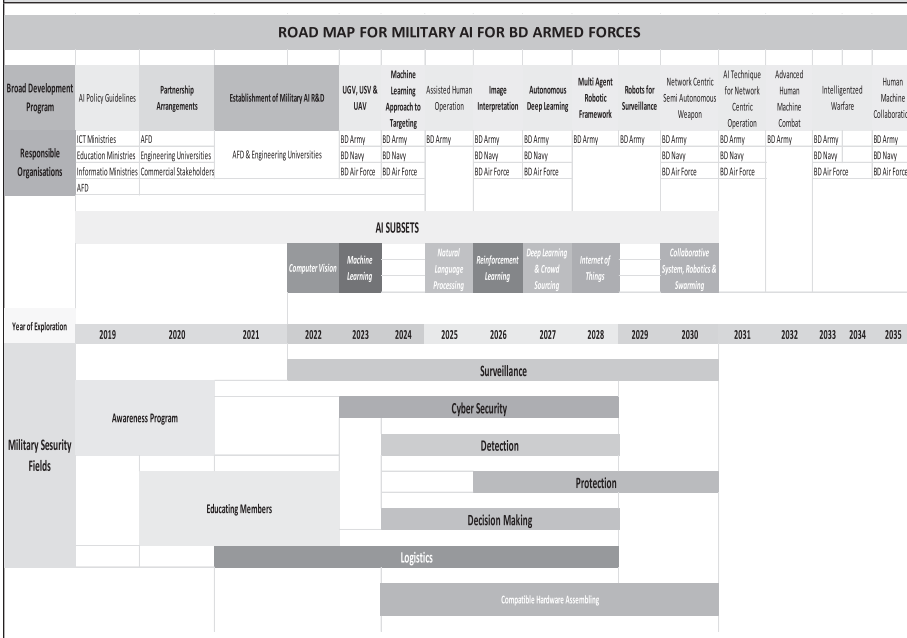 ROAD MAP FOR MILITARY AI FOR BD ARMED FORCES
Broad Development
Program
AI Policy Guidelines
Partnership
Arrangements
Establishment of Military AI R&D
UGV, USV &
UAV
Machine
Learning
Approach to
Targeting
Assisted Human
Operation
Image
Interpretation
Autonomous
Deep Learning
Multi Agent
Robotic
Framework
Robots for
Surveillance
Network Centric
Semi Autonomous
Weapon
AI Technique
for Network
Centric
Operation
Advanced
Human
Machine
Combat
Intelligentized
Warfare
Human
Machine
Collaboratic
Responsible
Organisations
ICT Ministries
Education Ministries
Informatio Ministries
AFD
AFD
Engineering Universities
Commercial Stakeholders
AFD & Engineering Universities
BD Army
BD Navy
BD Air Force
BD Army
BD Navy
BD Air Force
BD Army
BD Army
BD Navy
BD Air Force
BD Army
BD Navy
BD Air Force
BD Army
BD Army
BD Army
BD Navy
BD Air Force
BD Army
BD Navy
BD Air Force
BD Army
BD Army
BD Navy
BD Air Force
BD Army
BD Navy
BD Air Force
AI SUBSETS
Computer Vision
Machine
Learning
Natural
Language
Processing
Reinforcement
Learning
Deep Learning
& Crowd
Sourcing
Internet of
Things
Collaborative
System, Robotics &
Swarming
Year of Exploration
2019 2020 2021 2022 2023 2024 2025 2026 2027 2028 2029 2030 2031 2032 2033 2034 2035
Military Sesurity
Fields
Surveillance
Awareness Program
Cyber Security
Detection
Protection
Educating Members
Decision Making
Logistics
Compatible Hardware Assembling